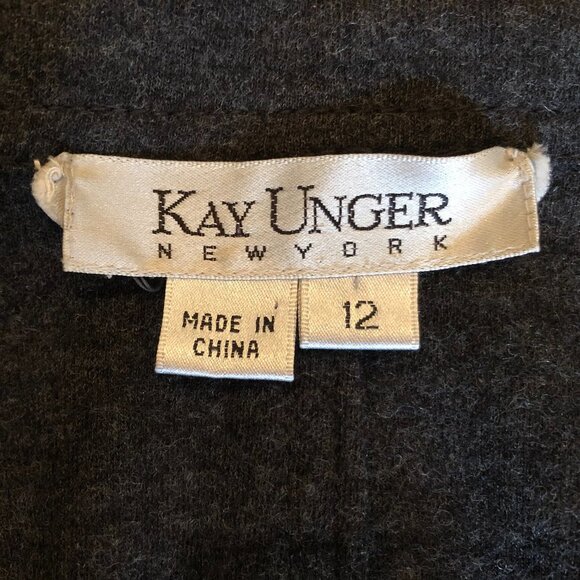 KAY UNGER
NEW YORK
MADE IN
CHINA
12